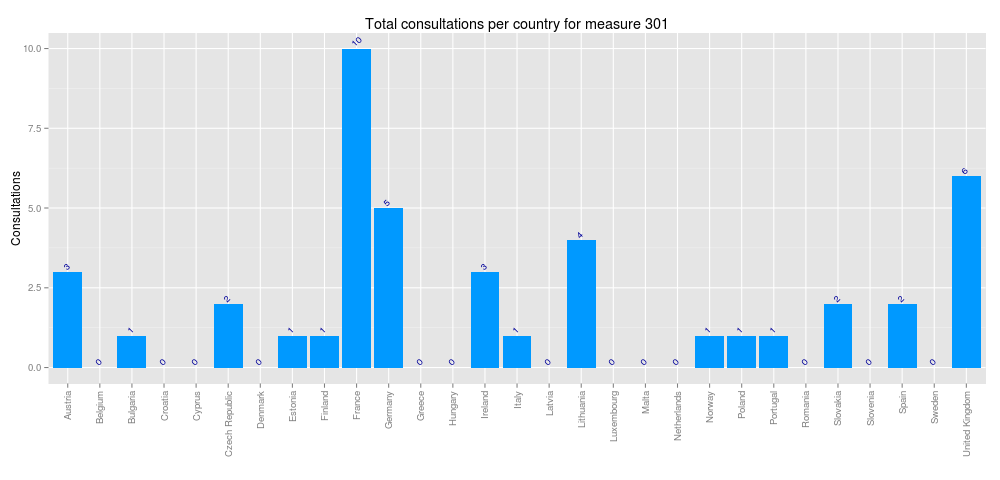 Total consultations per country for measure 301
Consultations
10.0
7.5
5.0
2.5
0.0
3
0
1
0
0
2
0
1
1
10
5
0
0
3
1
0
4
0
0
0
1
1
1
0
2
0
2
0
6
Austria
Belgium
Bulgaria
Croatia
Cyprus
Czech Republic
Denmark
Estonia
Finland
France
Germany
Greece
Hungary
Ireland
Italy
Latvia
Lithuania
Luxembourg
Malta
Netherlands
Norway
Poland
Portugal
Romania
Slovakia
Slovenia
Spain
Sweden
United Kingdom